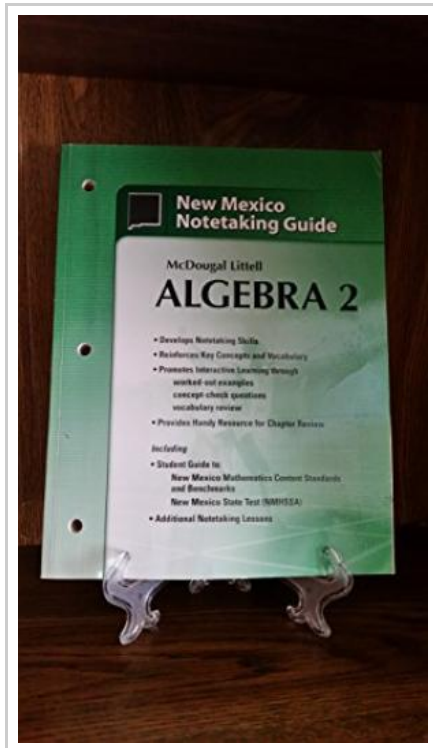 New Mexico
Notetaking Guide
McDougal Littell
ALGEBRA 2
• Develops Notetaking Skills
• Reinforces Key Concepts and Vocabulary
• Promotes Interactive Learning through
worked-out examples
concept-check questions
vocabulary review
• Provides Handy Resource for Chapter Review
Including
• Student Guide to:
New Mexico Mathematics Content Standards
and Benchmarks
New Mexico State Test (NMHSSA)
• Additional Notetaking Lessons